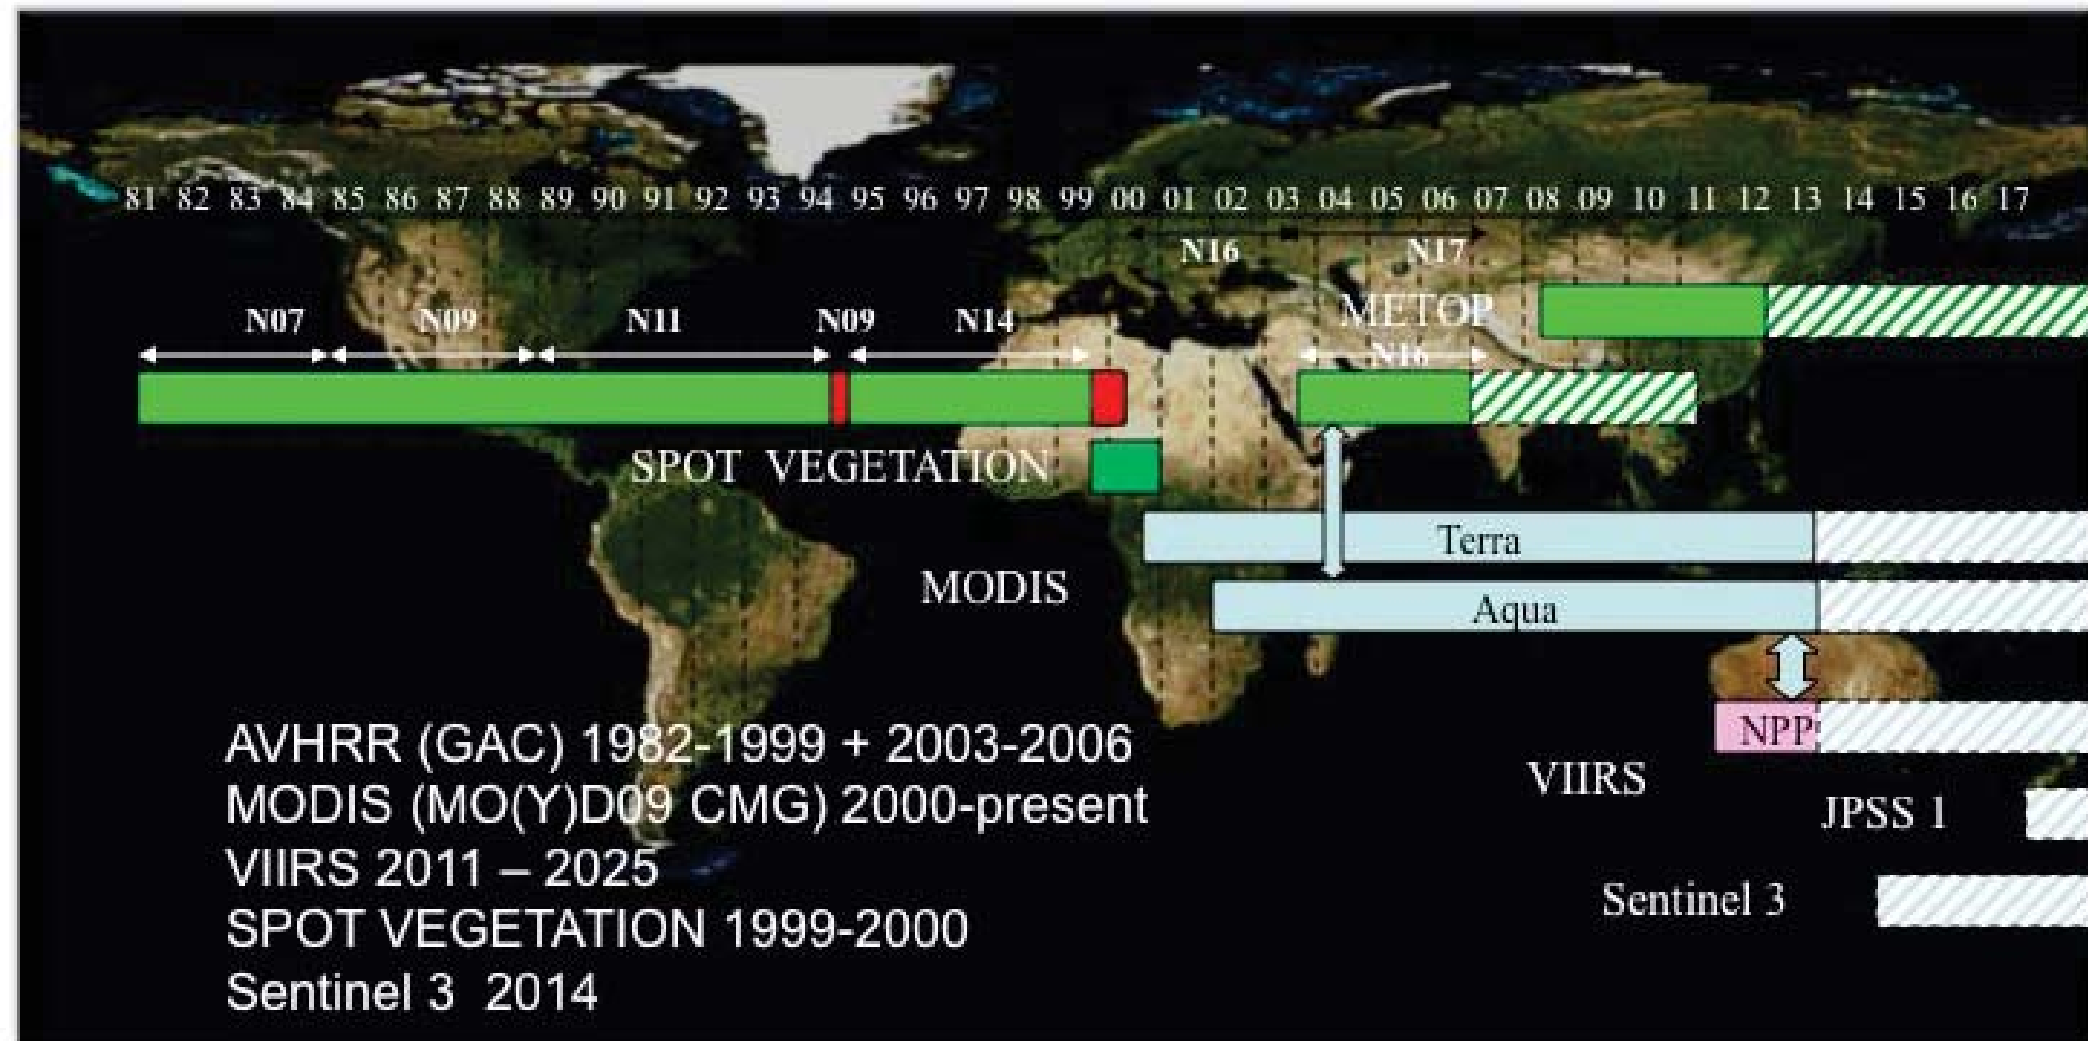 81 82 83 84 85 86 87 88 89 90 91 92 93 94 95 96 97 98 99 00 01 02 03 04 05 06 07 08 09 10 11 12 13 14 15 16 17
N16 N17
METOP
N07 N09 N11 N09 N14
N16
SPOT VEGETATION
Terra
MODIS
Aqua
NPP
VIIRS
JPSS 1
Sentinel 3
AVHRR (GAC) 1982-1999 + 2003-2006
MODIS (MO(Y)D09 CMG) 2000-present
VIIRS 2011 – 2025
SPOT VEGETATION 1999-2000
Sentinel 3 2014